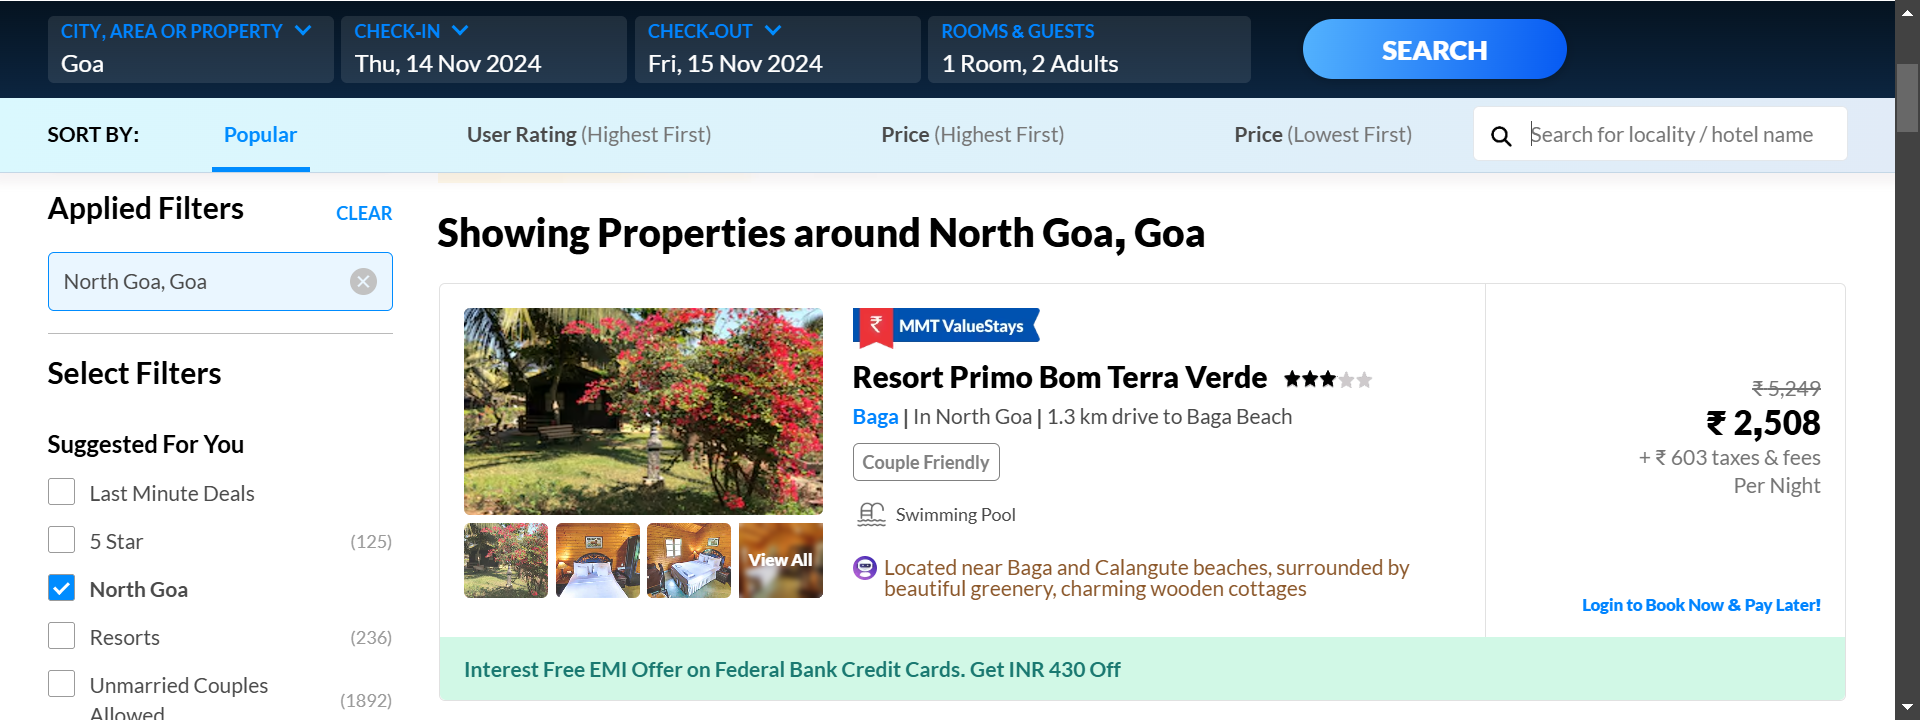 CITY, AREA OR PROPERTY
Goa
CHECK-IN
Thu, 14 Nov 2024
CHECK-OUT
Fri, 15 Nov 2024
ROOMS & GUESTS
1 Room, 2 Adults
SEARCH
SORT BY:
Popular
User Rating (Highest First)
Price (Highest First)
Price (Lowest First)
Search for locality / hotel name
Applied Filters
CLEAR
North Goa, Goa
Select Filters
Suggested For You
Last Minute Deals
5 Star (125)
North Goa
Resorts (236)
Unmarried Couples
Allowed
(1892)
Showing Properties around North Goa, Goa
View All
₹ MMT ValueStays
Resort Primo Bom Terra Verde
Baga | In North Goa | 1.3 km drive to Baga Beach
Couple Friendly
Swimming Pool
Located near Baga and Calangute beaches, surrounded by
beautiful greenery, charming wooden cottages
₹ 5,249
₹ 2,508
+ ₹ 603 taxes & fees
Per Night
Login to Book Now & Pay Later!
Interest Free EMI Offer on Federal Bank Credit Cards. Get INR 430 Off